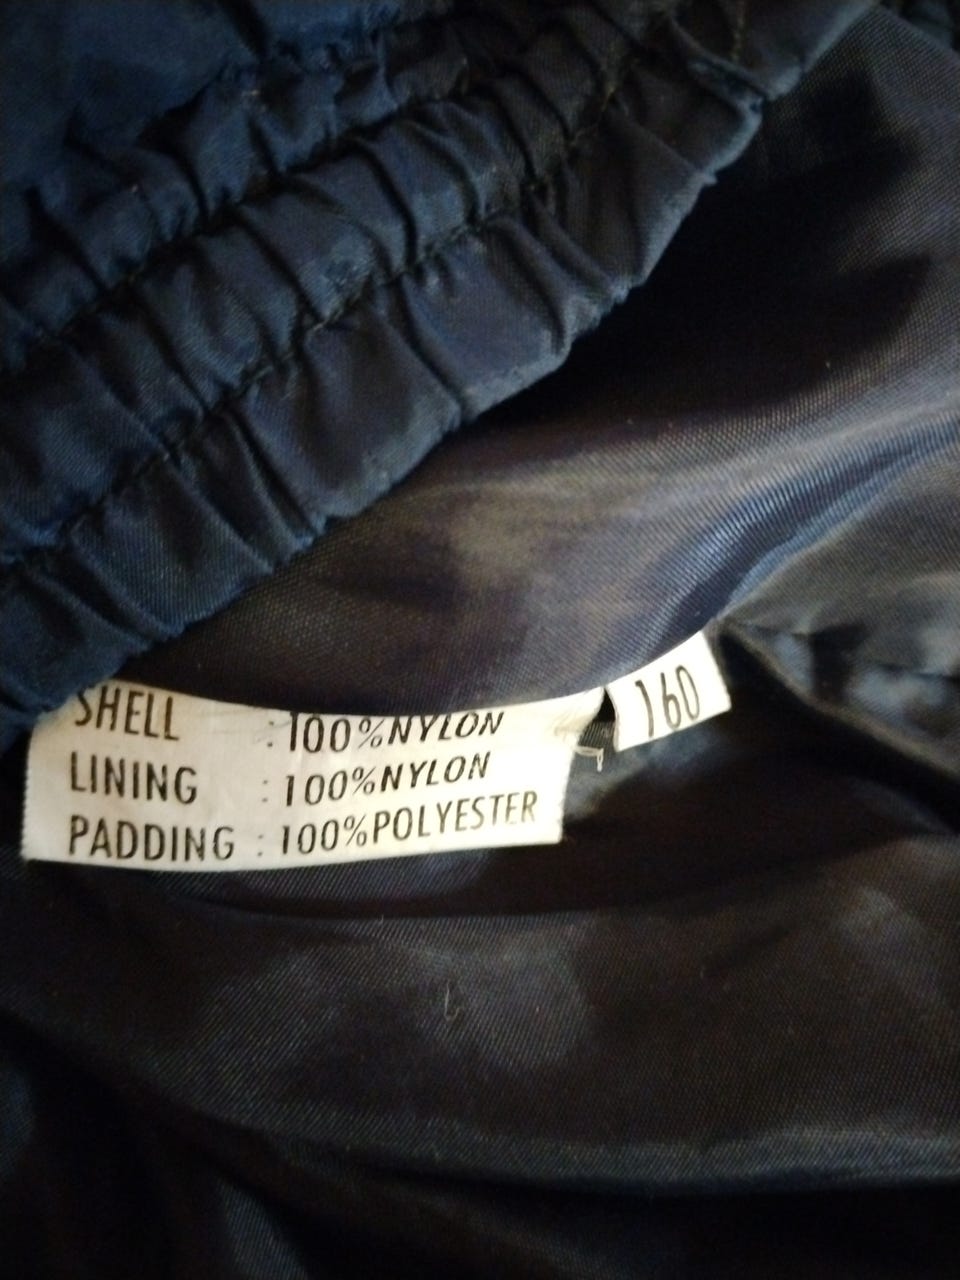 SHELL : 100%NYLON
LINING : 100%NYLON
PADDING : 100%POLYESTER
160